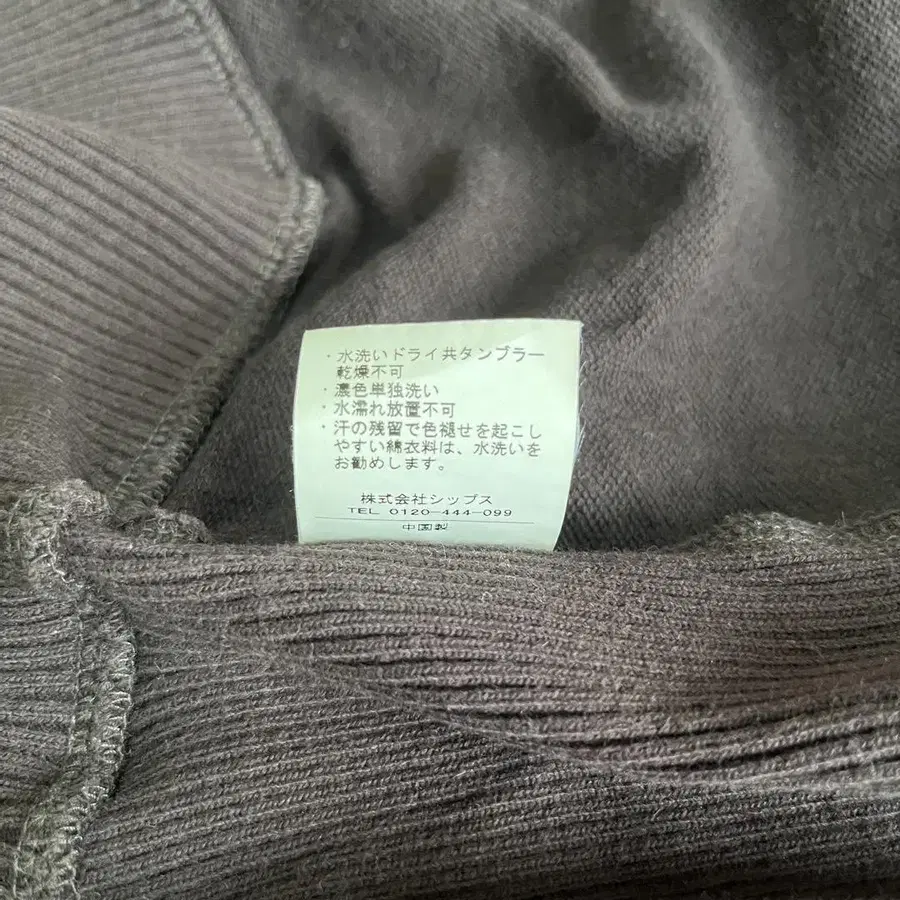 ・水洗いドライ共タンブラー
乾燥不可
・濃色単独洗い
・水濡れ放置不可
・汗の残留で色褪せを起こし
やすい綿衣料は、水洗いを
お勧めします。
株式会社シップス
TEL 0120-444-099
中国製